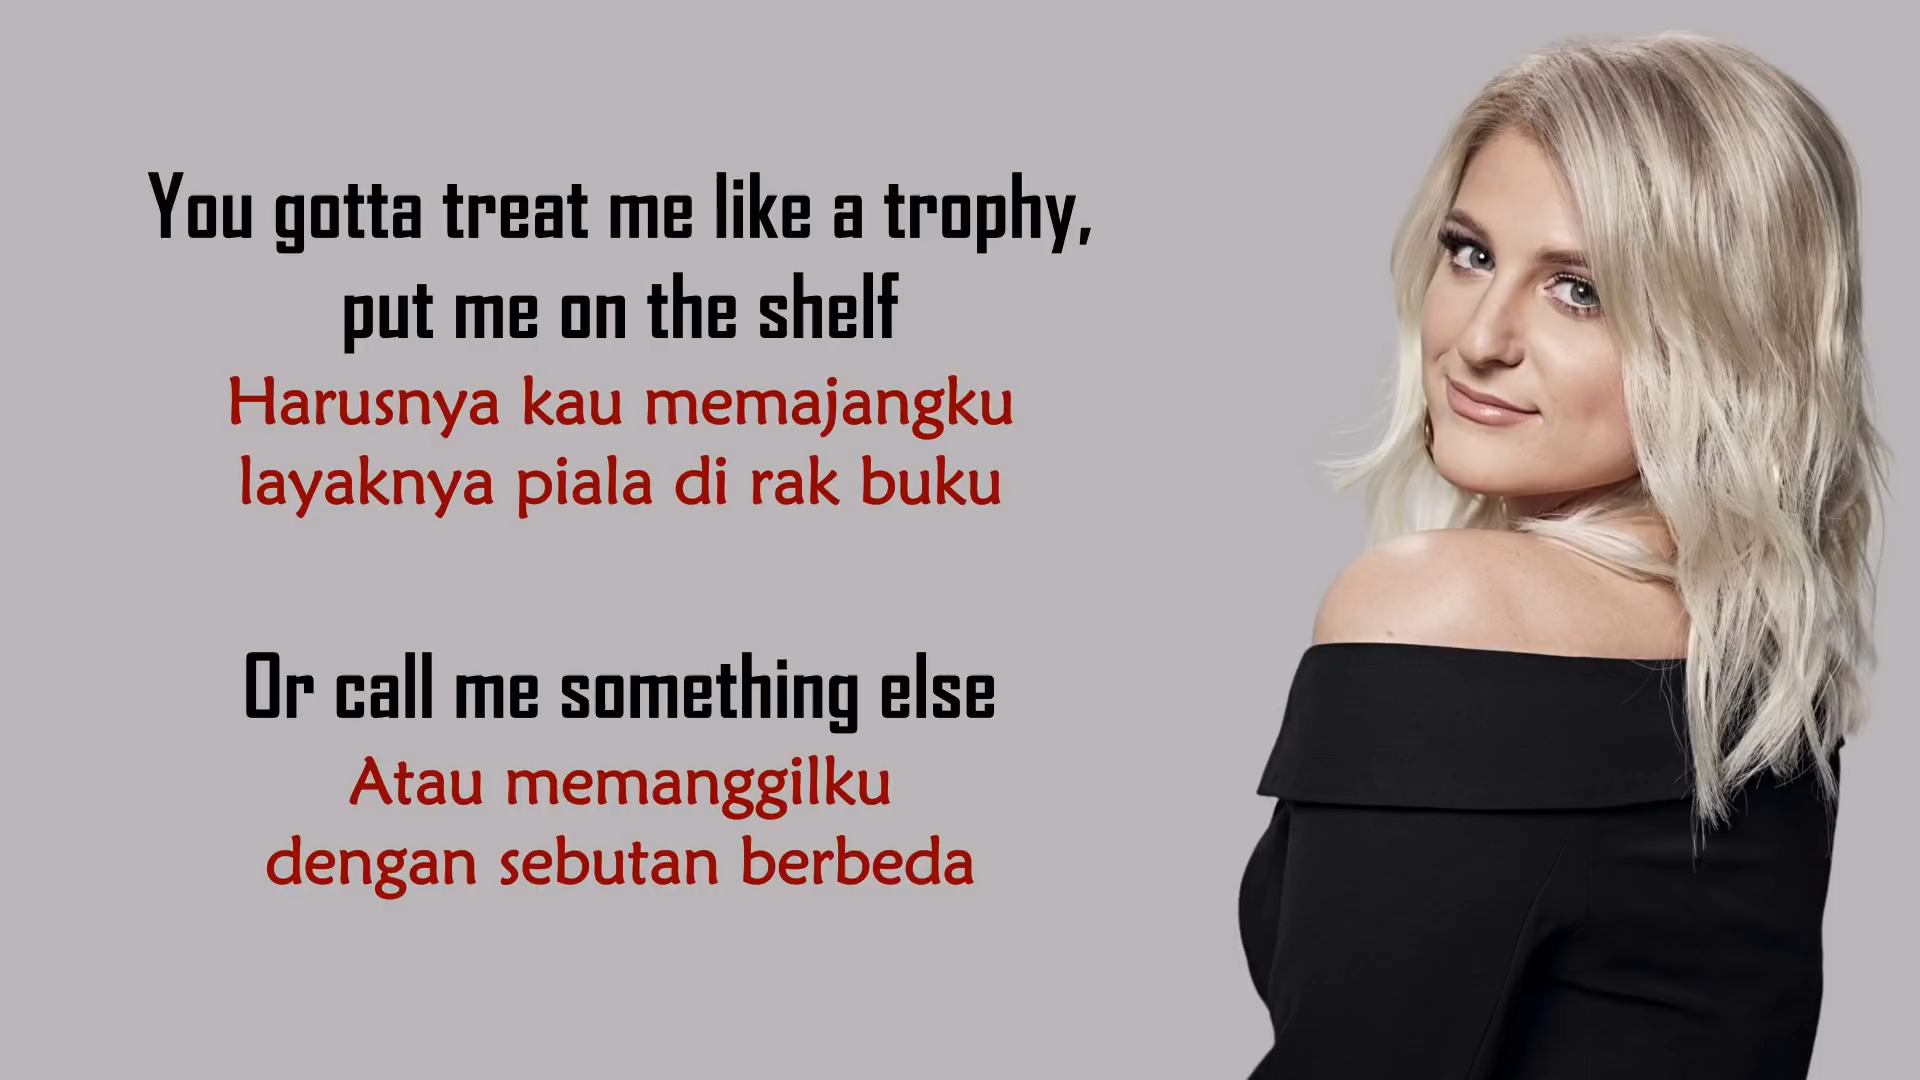 You gotta treat me like a trophy,
put me on the shelf
Harusnya kau memajangku
layaknya piala di rak buku
Or call me something else
Atau memanggilku
dengan sebutan berbeda